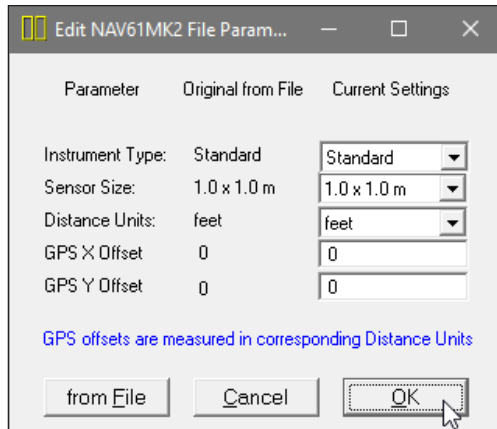 Edit NAV61MK2 File Param...
Parameter Original from File Current Settings
Instrument Type: Standard Standard
Sensor Size: 1.0 x 1.0 m 1.0 x 1.0 m
Distance Units: feet feet
GPS X Offset 0 0
GPS Y Offset 0 0
GPS offsets are measured in corresponding Distance Units
from File Cancel OK